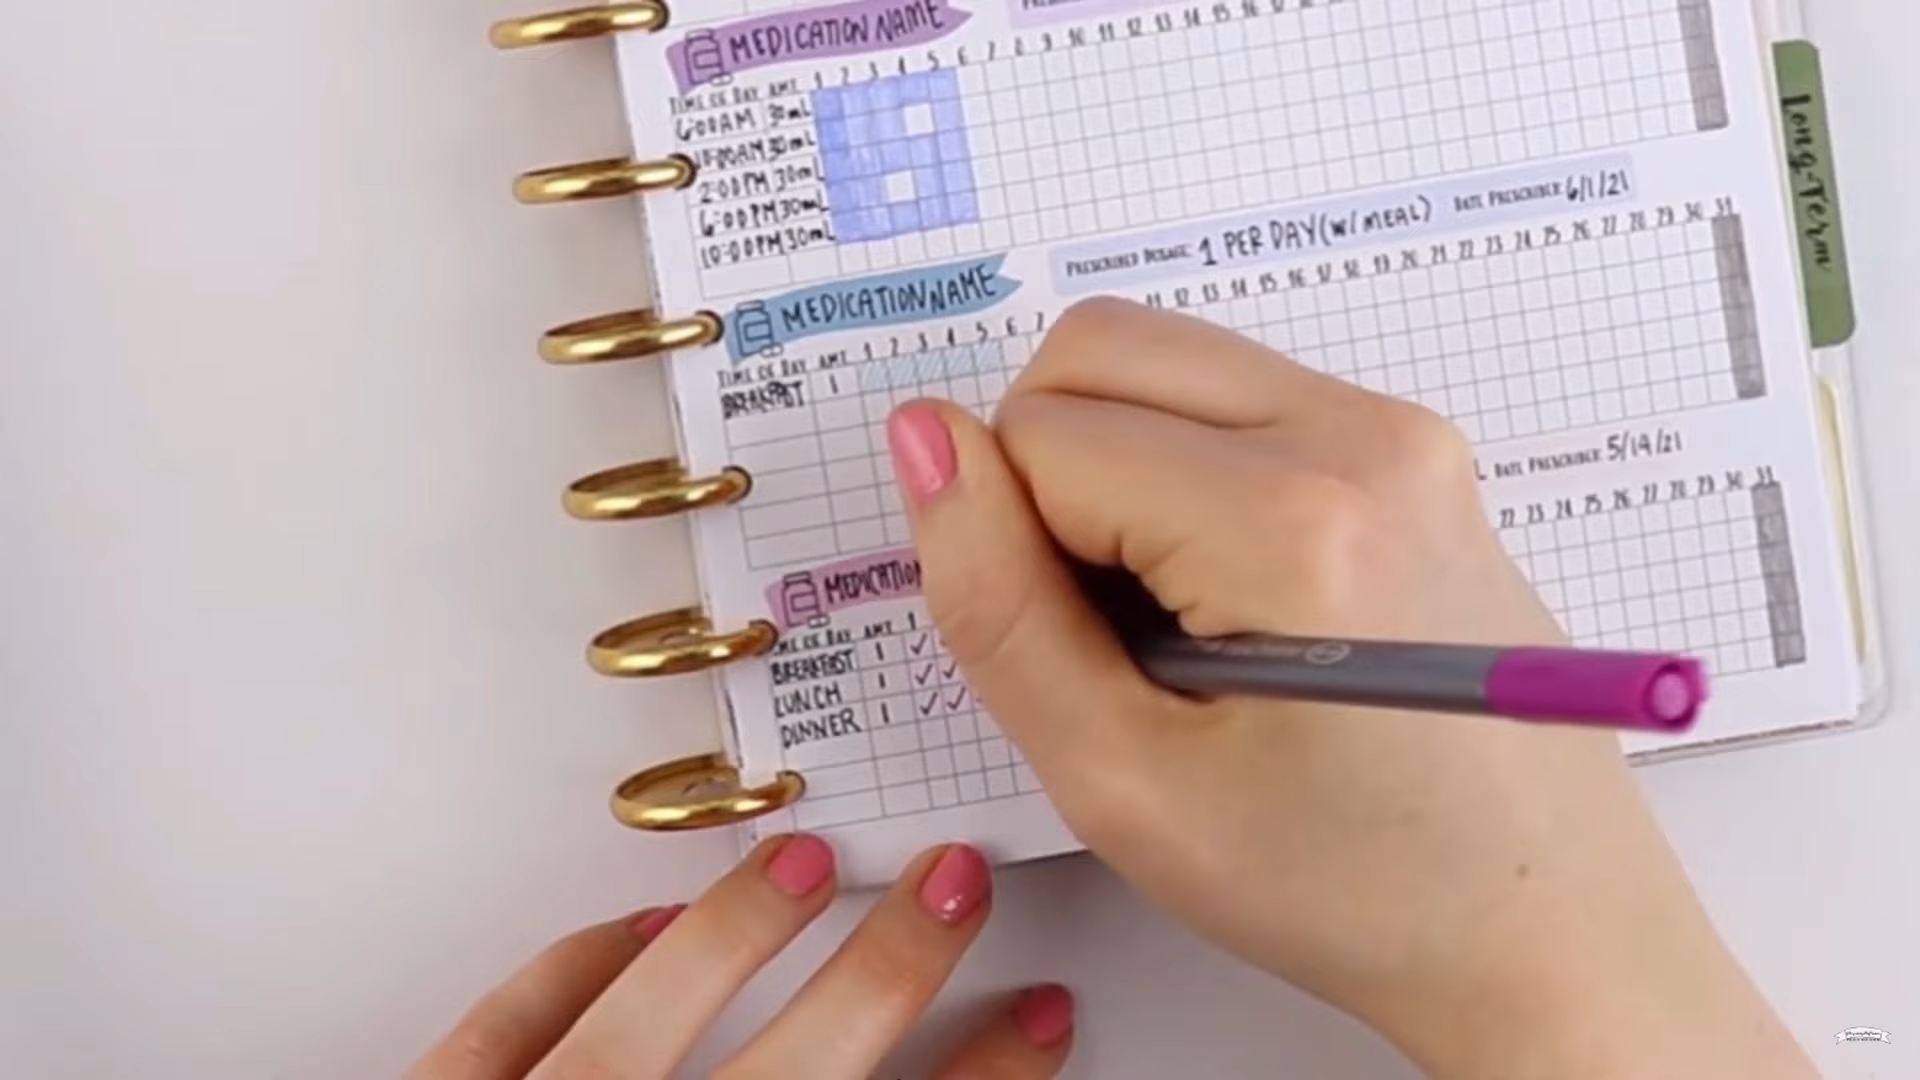 MEDICATION NAME
1 2 3 4 5 6 7 8 9 10 11 12 13 14 15 16
TIME OF DAY AMT
6:00AM 30mL
10:00AM 30mL
2:00PM 30mL
6:00PM 30mL
10:00PM 30mL
MEDICATION NAME
PRESCRIBED DOSAGE: 1 PER DAY (W/ MEAL) DATE PRESCRIBED: 6/1/21
1 2 3 4 5 6 7 11 12 13 14 15 16 17 18 19 20 21 22 23 24 25 26 27 28 29 30 31
TIME OF DAY AMT
BREAKFAST 1
MEDICATION
DATE PRESCRIBED: 5/14/21
1 22 23 24 25 26 27 28 29 30 31
TIME OF DAY AMT
BREAKFAST 1 ✓
LUNCH 1 ✓ ✓
DINNER 1 ✓ ✓
Long-Term